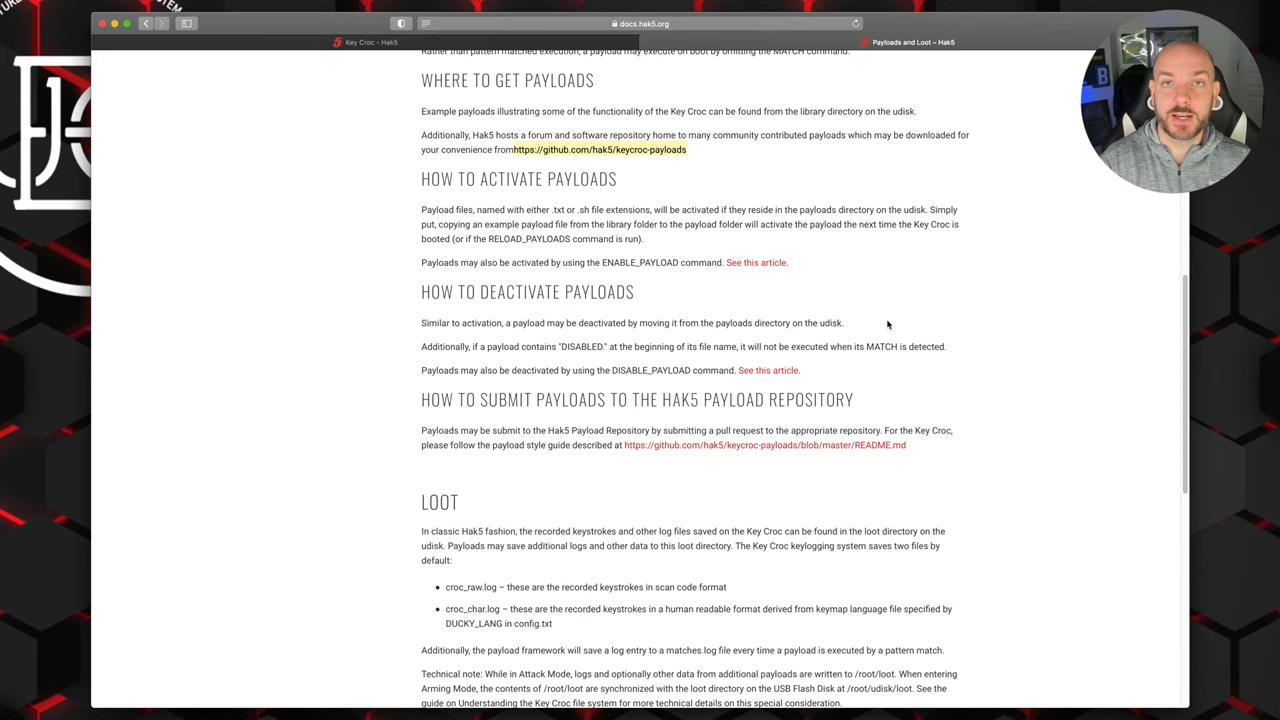 docs.hak5.org
Key Croc - Hak5
Payloads and Loot – Hak5
Rather than pattern matched execution, a payload may execute on boot by omitting the MATCH command.
WHERE TO GET PAYLOADS
Example payloads illustrating some of the functionality of the Key Croc can be found from the library directory on the udisk.
Additionally, Hak5 hosts a forum and software repository home to many community contributed payloads which may be downloaded for
your convenience fromhttps://github.com/hak5/keycroc-payloads
HOW TO ACTIVATE PAYLOADS
Payload files, named with either .txt or .sh file extensions, will be activated if they reside in the payloads directory on the udisk. Simply
put, copying an example payload file from the library folder to the payload folder will activate the payload the next time the Key Croc is
booted (or if the RELOAD_PAYLOADS command is run).
Payloads may also be activated by using the ENABLE_PAYLOAD command. See this article.
HOW TO DEACTIVATE PAYLOADS
Similar to activation, a payload may be deactivated by moving it from the payloads directory on the udisk.
Additionally, if a payload contains "DISABLED." at the beginning of its file name, it will not be executed when its MATCH is detected.
Payloads may also be deactivated by using the DISABLE_PAYLOAD command. See this article.
HOW TO SUBMIT PAYLOADS TO THE HAK5 PAYLOAD REPOSITORY
Payloads may be submit to the Hak5 Payload Repository by submitting a pull request to the appropriate repository. For the Key Croc,
please follow the payload style guide described at https://github.com/hak5/keycroc-payloads/blob/master/README.md
LOOT
In classic Hak5 fashion, the recorded keystrokes and other log files saved on the Key Croc can be found in the loot directory on the
udisk. Payloads may save additional logs and other data to this loot directory. The Key Croc keylogging system saves two files by
default:
• croc_raw.log – these are the recorded keystrokes in scan code format
• croc_char.log – these are the recorded keystrokes in a human readable format derived from keymap language file specified by
DUCKY_LANG in config.txt
Additionally, the payload framework will save a log entry to a matches.log file every time a payload is executed by a pattern match.
Technical note: While in Attack Mode, logs and optionally other data from additional payloads are written to /root/loot. When entering
Arming Mode, the contents of /root/loot are synchronized with the loot directory on the USB Flash Disk at /root/udisk/loot. See the
guide on Understanding the Key Croc file system for more technical details on this special consideration.